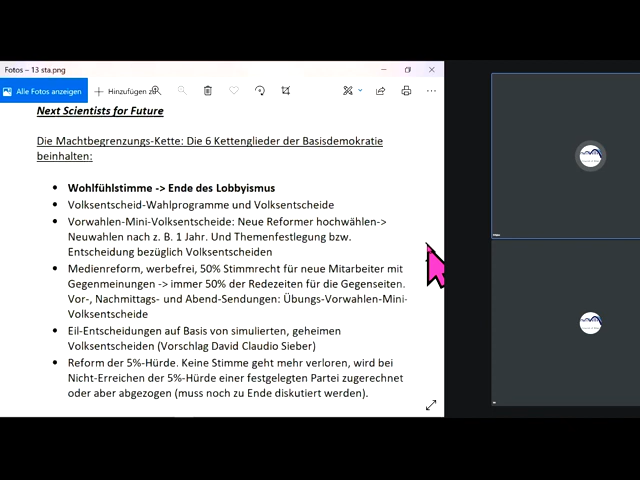 Fotos – 13 sta.png
Alle Fotos anzeigen
Hinzufügen zu
Next Scientists for Future
Die Machtbegrenzungs-Kette: Die 6 Kettenglieder der Basisdemokratie
beinhalten:
• Wohlfühlstimme -> Ende des Lobbyismus
• Volksentscheid-Wahlprogramme und Volksentscheide
• Vorwahlen-Mini-Volksentscheide: Neue Reformer hochwählen->
Neuwahlen nach z. B. 1 Jahr. Und Themenfestlegung bzw.
Entscheidung bezüglich Volksentscheiden
• Medienreform, werbefrei, 50% Stimmrecht für neue Mitarbeiter mit
Gegenmeinungen -> immer 50% der Redezeiten für die Gegenseiten.
Vor-, Nachmittags- und Abend-Sendungen: Übungs-Vorwahlen-Mini-
Volksentscheide
• Eil-Entscheidungen auf Basis von simulierten, geheimen
Volksentscheiden (Vorschlag David Claudio Sieber)
• Reform der 5%-Hürde. Keine Stimme geht mehr verloren, wird bei
Nicht-Erreichen der 5%-Hürde einer festgelegten Partei zugerechnet
oder aber abgezogen (muss noch zu Ende diskutiert werden).